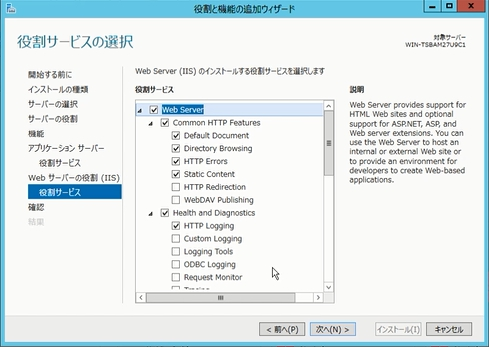 役割と機能の追加ウィザード
役割サービスの選択
対象サーバー
WIN-TSBAM27U9C1
開始する前に
インストールの種類
サーバーの選択
サーバーの役割
機能
アプリケーション サーバー
役割サービス
Web サーバーの役割 (IIS)
役割サービス
確認
結果
Web Server (IIS) のインストールする役割サービスを選択します
役割サービス
Web Server
Common HTTP Features
Default Document
Directory Browsing
HTTP Errors
Static Content
HTTP Redirection
WebDAV Publishing
Health and Diagnostics
HTTP Logging
Custom Logging
Logging Tools
ODBC Logging
Request Monitor
Tracing
説明
Web Server provides support for
HTML Web sites and optional
support for ASP.NET, ASP, and
Web server extensions. You can
use the Web Server to host an
internal or external Web site or
to provide an environment for
developers to create Web-based
applications.
< 前へ(P)
次へ(N) >
インストール(I)
キャンセル